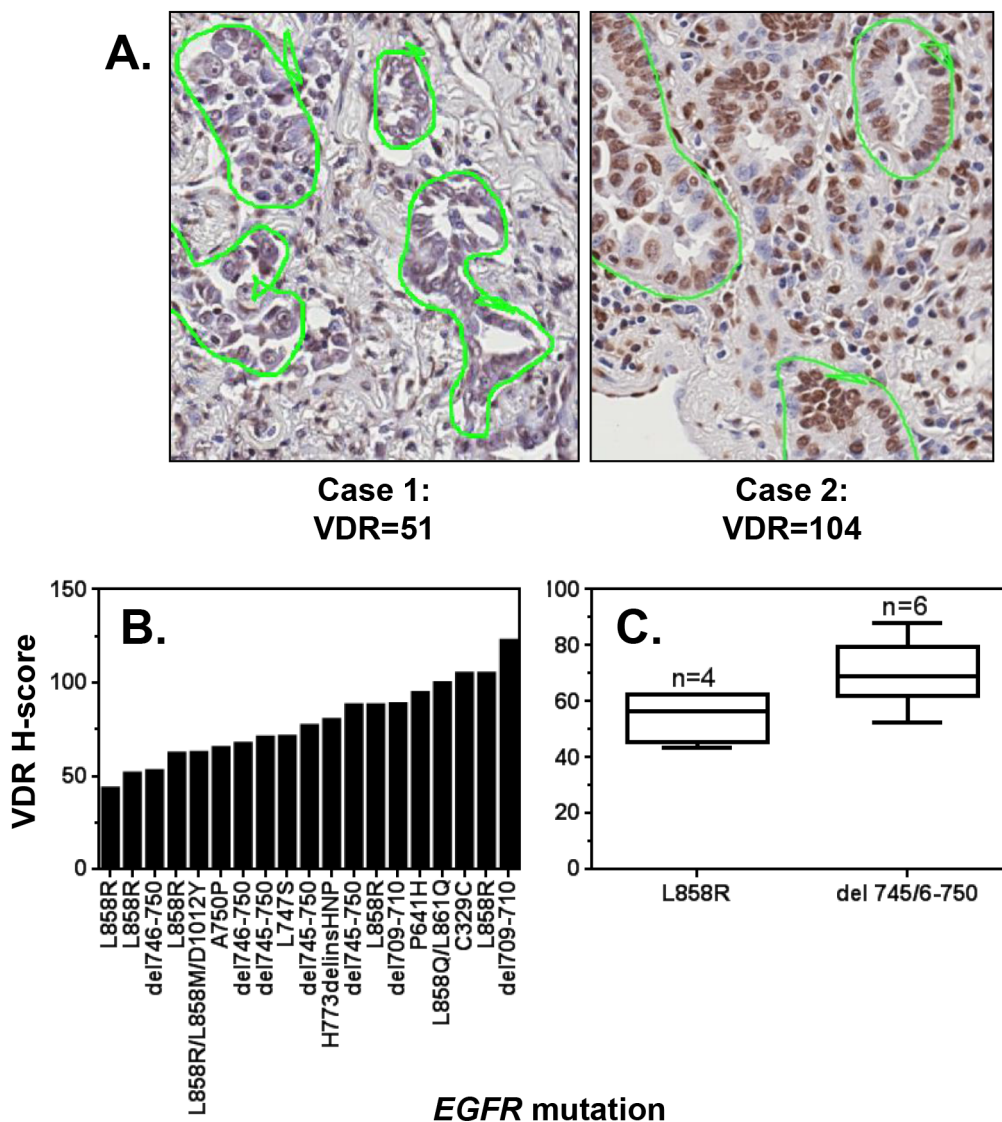 A.
Case 1:
VDR=51
Case 2:
VDR=104
B.
VDR H-score
150
100
50
0
L858R
L858R
del746-750
L858R
L858R/L858M/D1012Y
A750P
del746-750
del745-750
L747S
del745-750
H773delinsHNP
del745-750
L858R
del709-710
P641H
L858Q/L861Q
C329C
L858R
del709-710
C.
100
80
60
40
20
0
n=4
n=6
L858R
del 745/6-750
EGFR mutation